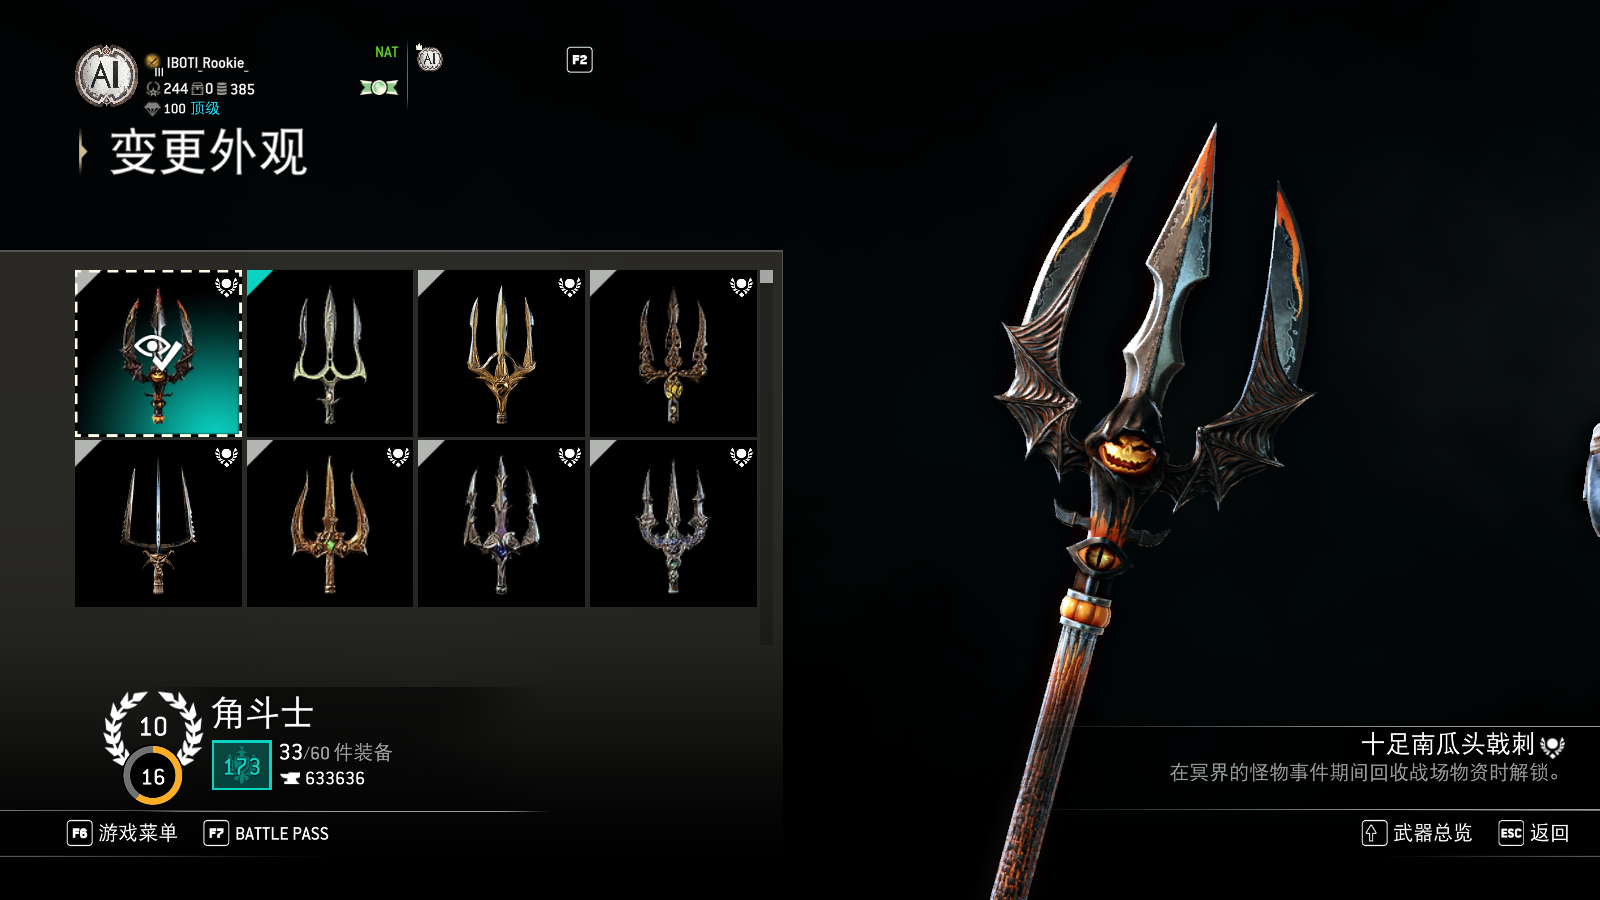 AI
IBOTI_Rookie_
III
244 0 385
100 顶级
NAT
AI
F2
变更外观
10
16
角斗士
173
33/60 件装备
633636
十足南瓜头戟刺
在冥界的怪物事件期间回收战场物资时解锁。
F6 游戏菜单 F7 BATTLE PASS
武器总览 ESC 返回